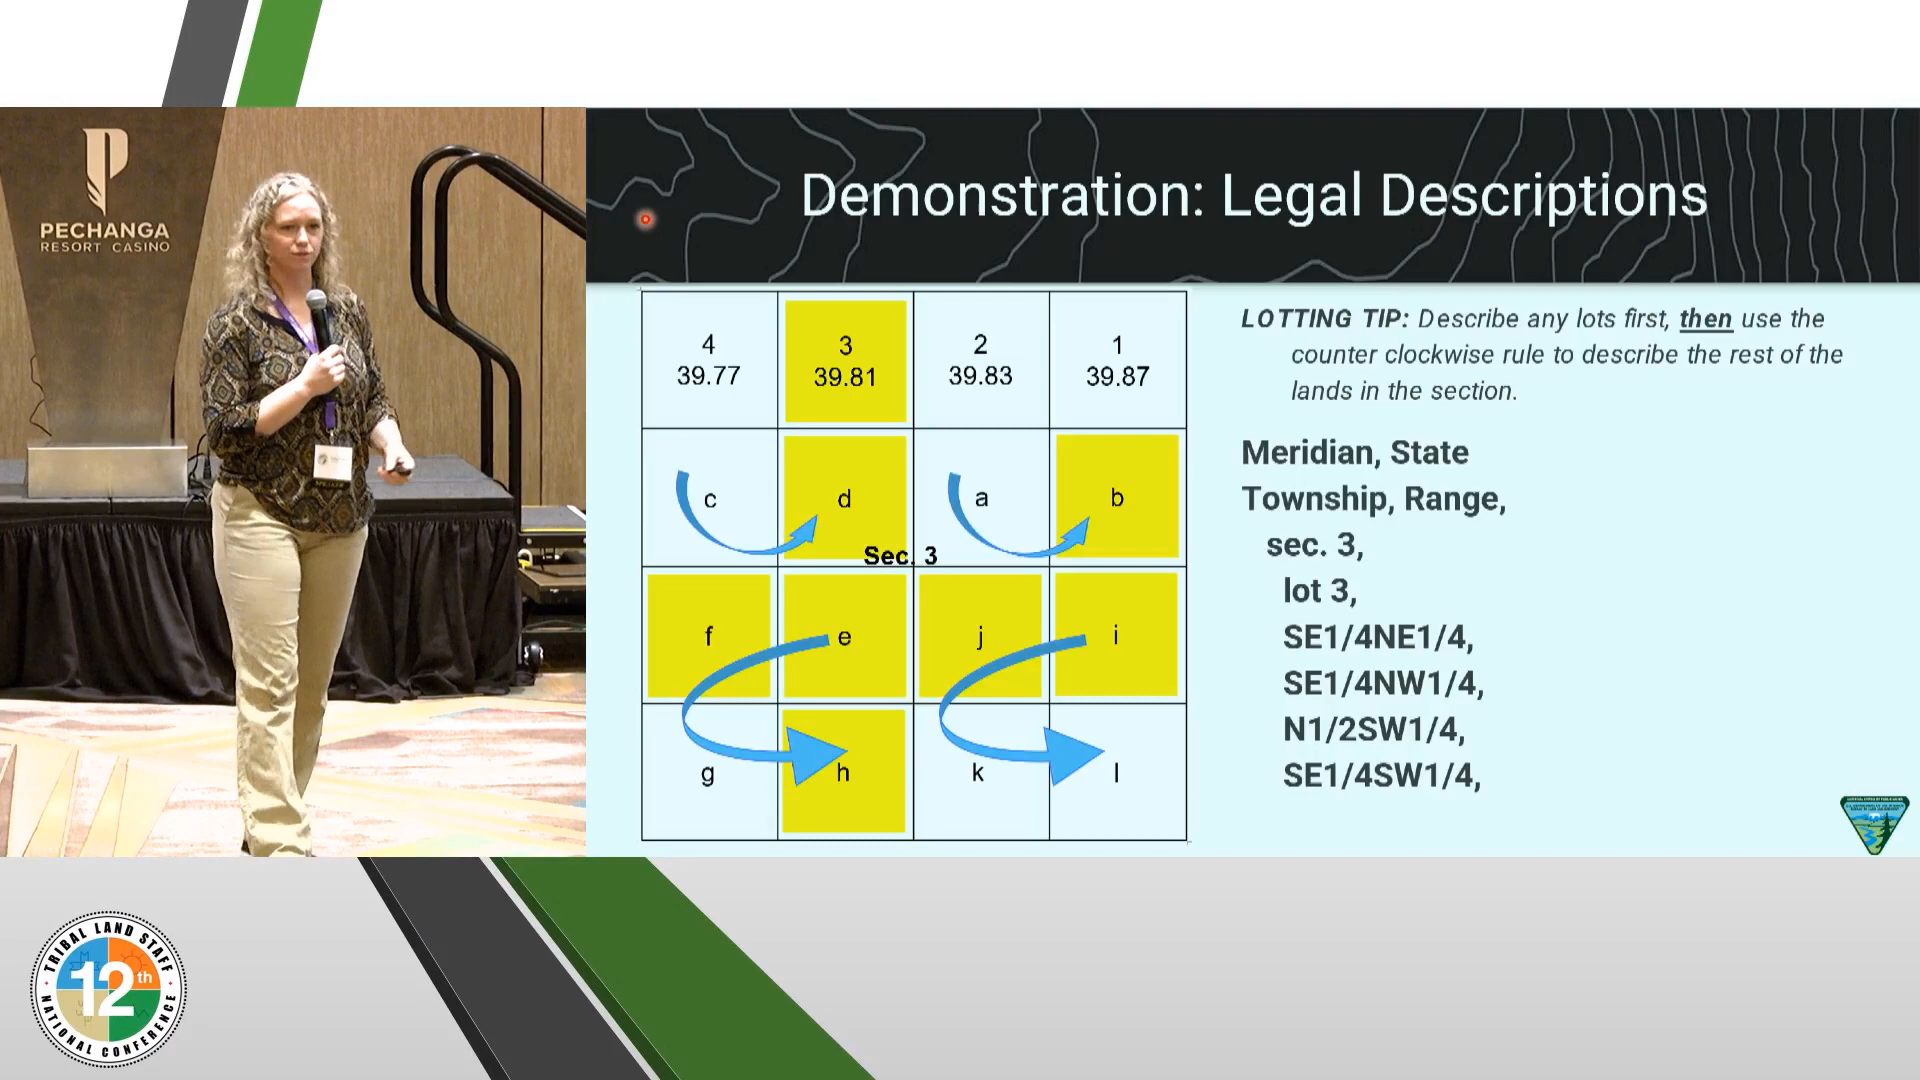 PECHANGA
RESORT CASINO
Demonstration: Legal Descriptions
4
39.77
3
39.81
2
39.83
1
39.87
c
d
a
b
Sec. 3
f
e
j
i
g
h
k
l
LOTTING TIP: Describe any lots first, then use the
counter clockwise rule to describe the rest of the
lands in the section.
Meridian, State
Township, Range,
sec. 3,
lot 3,
SE1/4NE1/4,
SE1/4NW1/4,
N1/2SW1/4,
SE1/4SW1/4,
TRIBAL LAND STAFF
12th
NATIONAL CONFERENCE